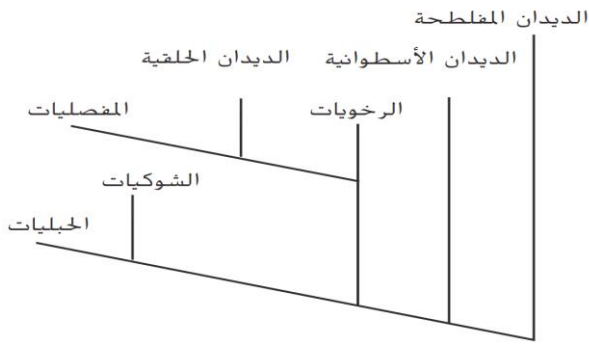 الديدان المفلطحة
الديدان الأسطوانية
الديدان الحلقية
الرخويات
المفصليات
الشوكيات
الحبليات